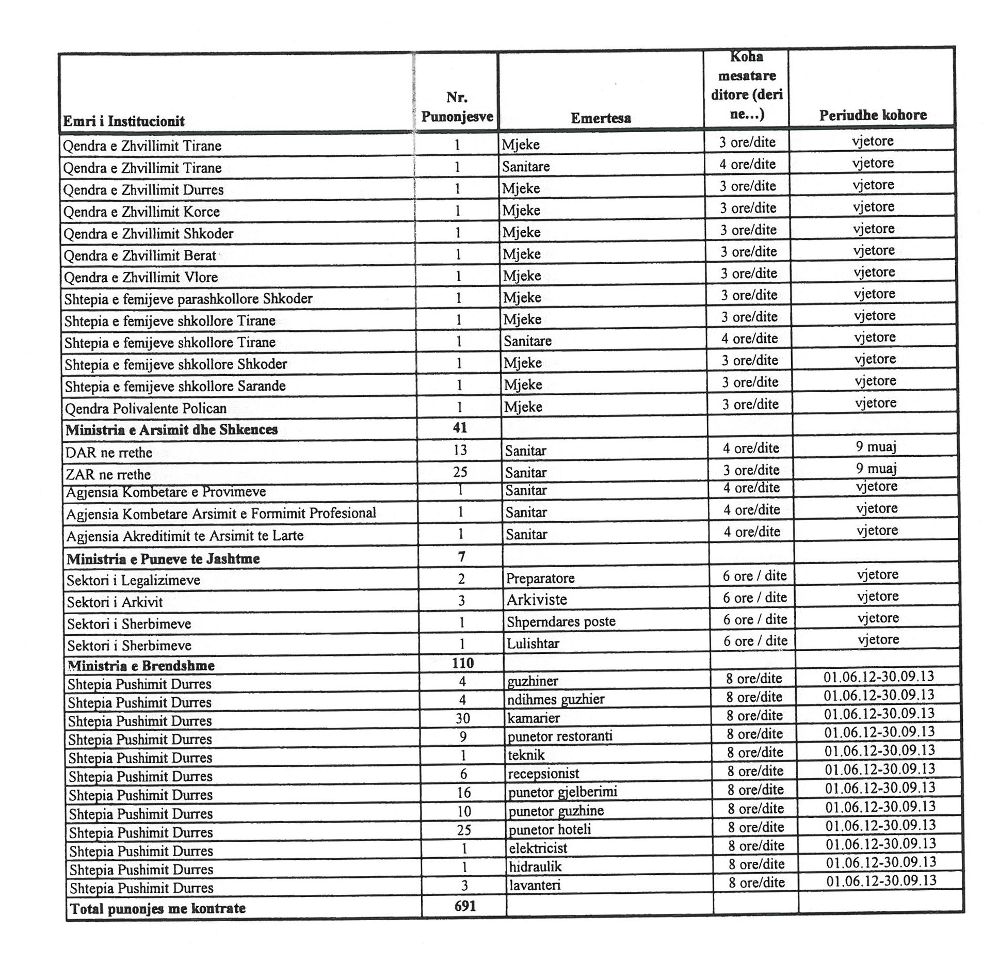 Emri i Institucionit Nr. Punonjesve Emertesa Koha mesatare ditore (deri ne...) Periudhe kohore
Qendra e Zhvillimit Tirane 1 Mjeke 3 ore/dite vjetore
Qendra e Zhvillimit Tirane 1 Sanitare 4 ore/dite vjetore
Qendra e Zhvillimit Durres 1 Mjeke 3 ore/dite vjetore
Qendra e Zhvillimit Korce 1 Mjeke 3 ore/dite vjetore
Qendra e Zhvillimit Shkoder 1 Mjeke 3 ore/dite vjetore
Qendra e Zhvillimit Berat 1 Mjeke 3 ore/dite vjetore
Qendra e Zhvillimit Vlore 1 Mjeke 3 ore/dite vjetore
Shtepia e femijeve parashkollore Shkoder 1 Mjeke 3 ore/dite vjetore
Shtepia e femijeve shkollore Tirane 1 Mjeke 3 ore/dite vjetore
Shtepia e femijeve shkollore Tirane 1 Sanitare 4 ore/dite vjetore
Shtepia e femijeve shkollore Shkoder 1 Mjeke 3 ore/dite vjetore
Shtepia e femijeve shkollore Sarande 1 Mjeke 3 ore/dite vjetore
Qendra Polivalente Polican 1 Mjeke 3 ore/dite vjetore
Ministria e Arsimit dhe Shkences 41
DAR ne rrethe 13 Sanitar 4 ore/dite 9 muaj
ZAR ne rrethe 25 Sanitar 3 ore/dite 9 muaj
Agjensia Kombetare e Provimeve 1 Sanitar 4 ore/dite vjetore
Agjensia Kombetare Arsimit e Formimit Profesional 1 Sanitar 4 ore/dite vjetore
Agjensia Akreditimit te Arsimit te Larte 1 Sanitar 4 ore/dite vjetore
Ministria e Puneve te Jashtme 7
Sektori i Legalizimeve 2 Preparatore 6 ore / dite vjetore
Sektori i Arkivit 3 Arkiviste 6 ore / dite vjetore
Sektori i Sherbimeve 1 Shperndares poste 6 ore / dite vjetore
Sektori i Sherbimeve 1 Lulishtar 6 ore / dite vjetore
Ministria e Brendshme 110
Shtepia Pushimit Durres 4 guzhiner 8 ore/dite 01.06.12-30.09.13
Shtepia Pushimit Durres 4 ndihmes guzhier 8 ore/dite 01.06.12-30.09.13
Shtepia Pushimit Durres 30 kamarier 8 ore/dite 01.06.12-30.09.13
Shtepia Pushimit Durres 9 punetor restoranti 8 ore/dite 01.06.12-30.09.13
Shtepia Pushimit Durres 1 teknik 8 ore/dite 01.06.12-30.09.13
Shtepia Pushimit Durres 6 recepsionist 8 ore/dite 01.06.12-30.09.13
Shtepia Pushimit Durres 16 punetor gjelberimi 8 ore/dite 01.06.12-30.09.13
Shtepia Pushimit Durres 10 punetor guzhine 8 ore/dite 01.06.12-30.09.13
Shtepia Pushimit Durres 25 punetor hoteli 8 ore/dite 01.06.12-30.09.13
Shtepia Pushimit Durres 1 elektricist 8 ore/dite 01.06.12-30.09.13
Shtepia Pushimit Durres 1 hidraulik 8 ore/dite 01.06.12-30.09.13
Shtepia Pushimit Durres 3 lavanteri 8 ore/dite 01.06.12-30.09.13
Total punonjes me kontrate 691